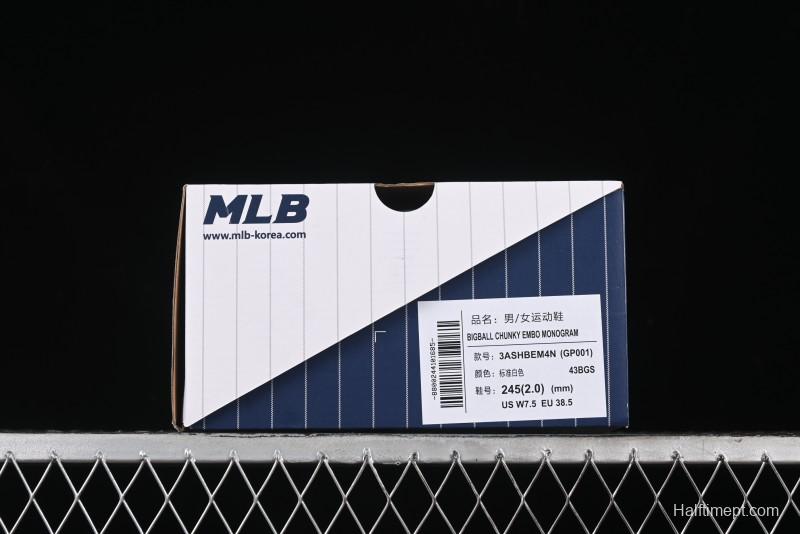 MLB
www.mlb-korea.com
品名: 男/女运动鞋
BIGBALL CHUNKY EMBO MONOGRAM
款号: 3ASHBEM4N (GP001)
颜色: 标准白色 43BGS
鞋号: 245(2.0) (mm)
US W7.5 EU 38.5
-8800244101685-
Halftimept.com